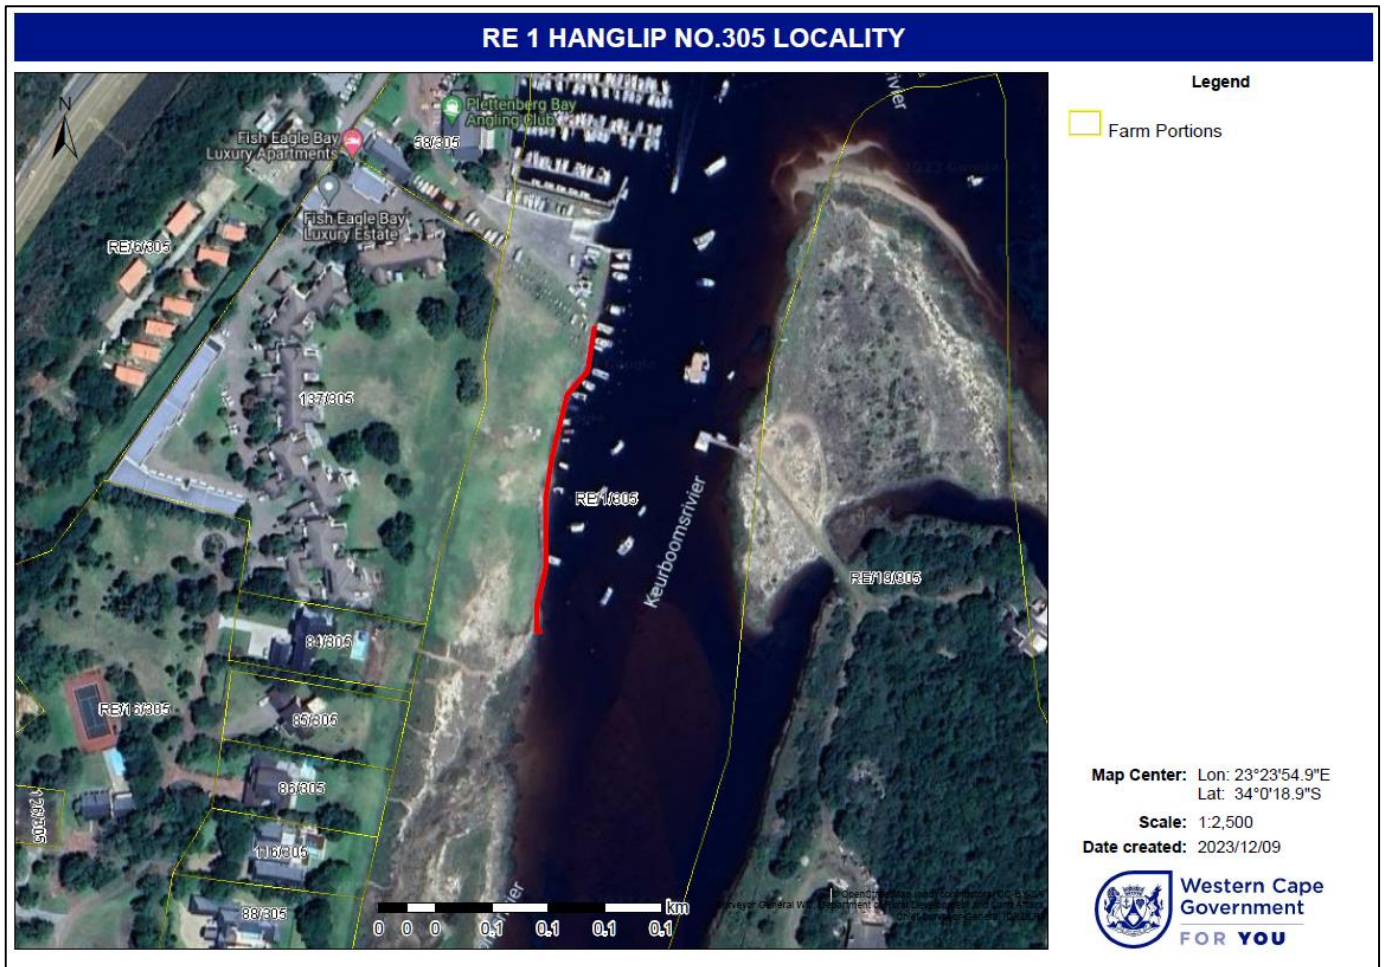 RE 1 HANGLIP NO.305 LOCALITY
Legend
Farm Portions
N
Plettenberg Bay
Angling Club
Fish Eagle Bay
Luxury Apartments
38/305
Fish Eagle Bay
Luxury Estate
RE/6/305
137/305
RE/1/305
Keurboomsrivier
RE/19/305
84/305
RE/16/305
85/305
86/305
126/305
116/305
88/305
km
0 0 0 0.1 0.1 0.1 0.1
Map Center: Lon: 23°23'54.9"E
Lat: 34°0'18.9"S
Scale: 1:2,500
Date created: 2023/12/09
Western Cape
Government
FOR YOU